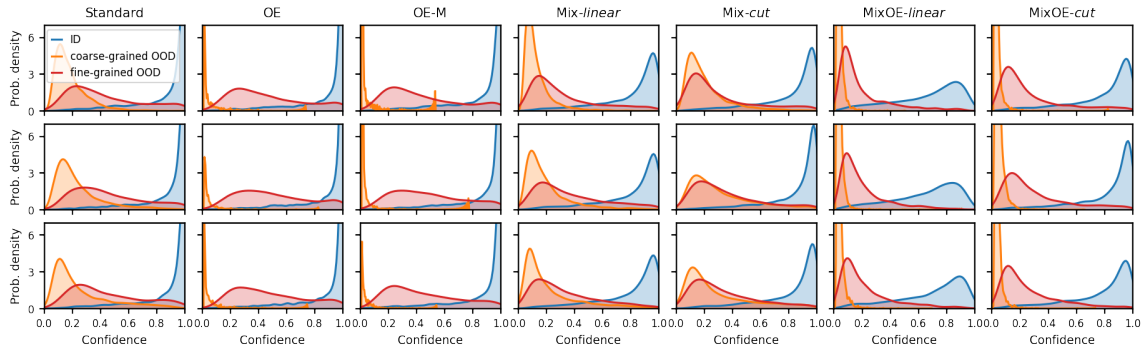 Standard OE OE-M Mix-linear Mix-cut MixOE-linear MixOE-cut
Prob. density
6
3
0
ID
coarse-grained OOD
fine-grained OOD
Prob. density
6
3
0
Prob. density
6
3
0
0.0 0.2 0.4 0.6 0.8 1.0 0.0 0.2 0.4 0.6 0.8 1.0 0.0 0.2 0.4 0.6 0.8 1.0 0.0 0.2 0.4 0.6 0.8 1.0 0.0 0.2 0.4 0.6 0.8 1.0 0.0 0.2 0.4 0.6 0.8 1.0 0.0 0.2 0.4 0.6 0.8 1.0
Confidence Confidence Confidence Confidence Confidence Confidence Confidence